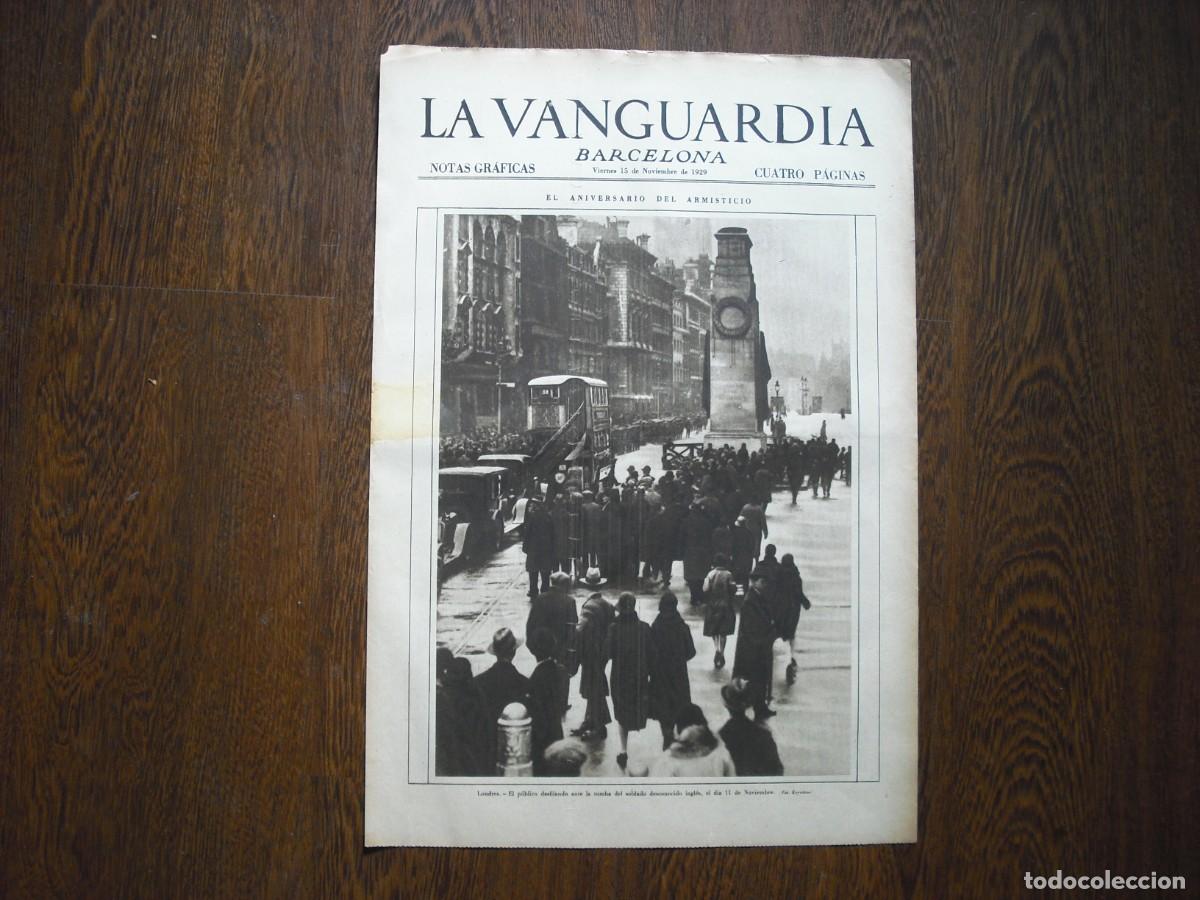 LA VANGUARDIA
BARCELONA
NOTAS GRÁFICAS
Viernes 15 de Noviembre de 1929
CUATRO PÁGINAS
EL ANIVERSARIO DEL ARMISTICIO
Londres. - El público desfilando ante la tumba del soldado desconocido inglés, el día 11 de Noviembre.
todocoleccion